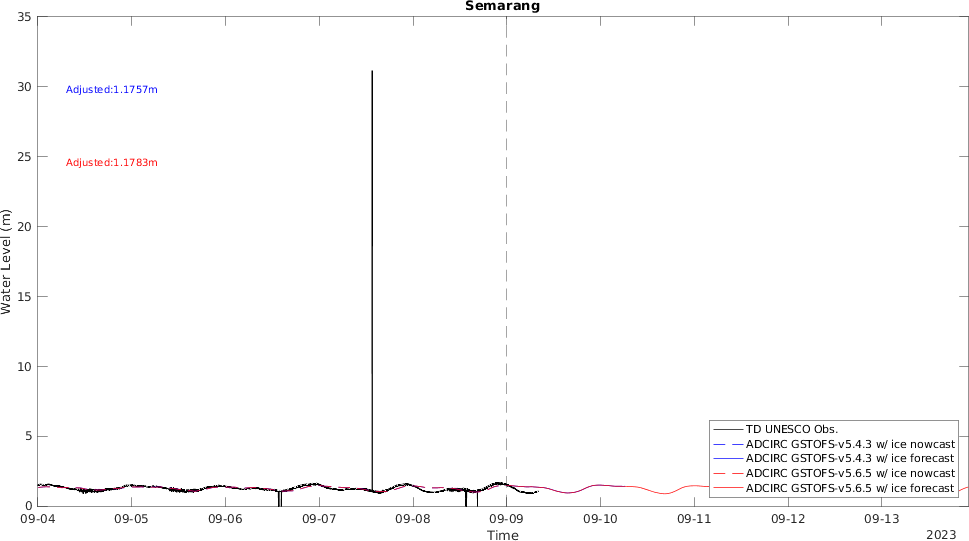 Semarang
35
30
25
20
15
10
5
0
Water Level (m)
Adjusted:1.1757m
Adjusted:1.1783m
TD UNESCO Obs.
ADCIRC GSTOFS-v5.4.3 w/ ice nowcast
ADCIRC GSTOFS-v5.4.3 w/ ice forecast
ADCIRC GSTOFS-v5.6.5 w/ ice nowcast
ADCIRC GSTOFS-v5.6.5 w/ ice forecast
09-04 09-05 09-06 09-07 09-08 09-09 09-10 09-11 09-12 09-13
Time
2023